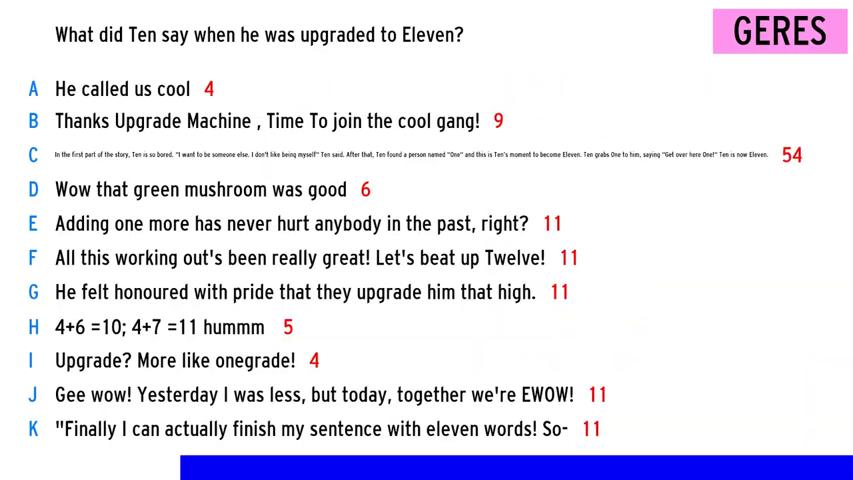 What did Ten say when he was upgraded to Eleven?
GERES
A He called us cool 4
B Thanks Upgrade Machine , Time To join the cool gang! 9
C In the first part of the story, Ten is so bored. "I want to be someone else. I don't like being myself" Ten said. After that, Ten found a person named "One" and this is Ten's moment to become Eleven. Ten grabs One to him, saying "Get over here One!" Ten is now Eleven. 54
D Wow that green mushroom was good 6
E Adding one more has never hurt anybody in the past, right? 11
F All this working out's been really great! Let's beat up Twelve! 11
G He felt honoured with pride that they upgrade him that high. 11
H 4+6 =10; 4+7 =11 hummm 5
I Upgrade? More like onegrade! 4
J Gee wow! Yesterday I was less, but today, together we're EWOW! 11
K "Finally I can actually finish my sentence with eleven words! So- 11